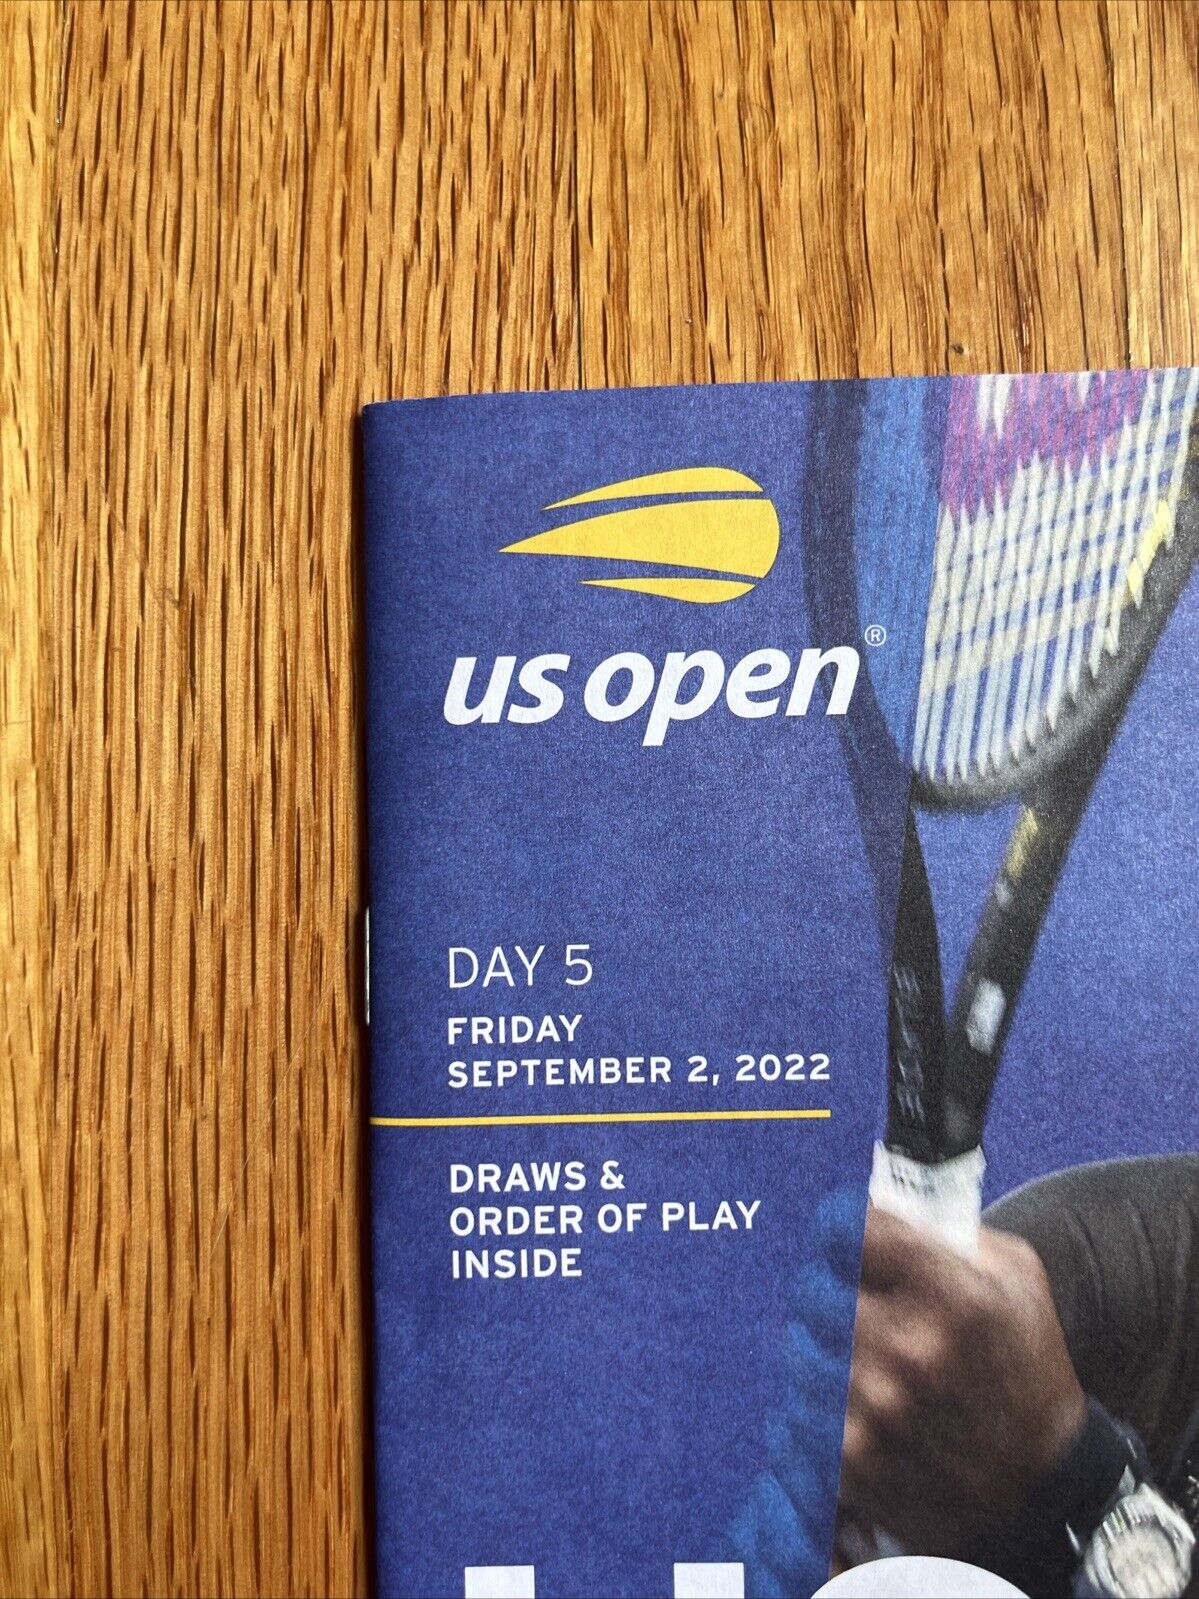 us open®
DAY 5
FRIDAY
SEPTEMBER 2, 2022
DRAWS &
ORDER OF PLAY
INSIDE